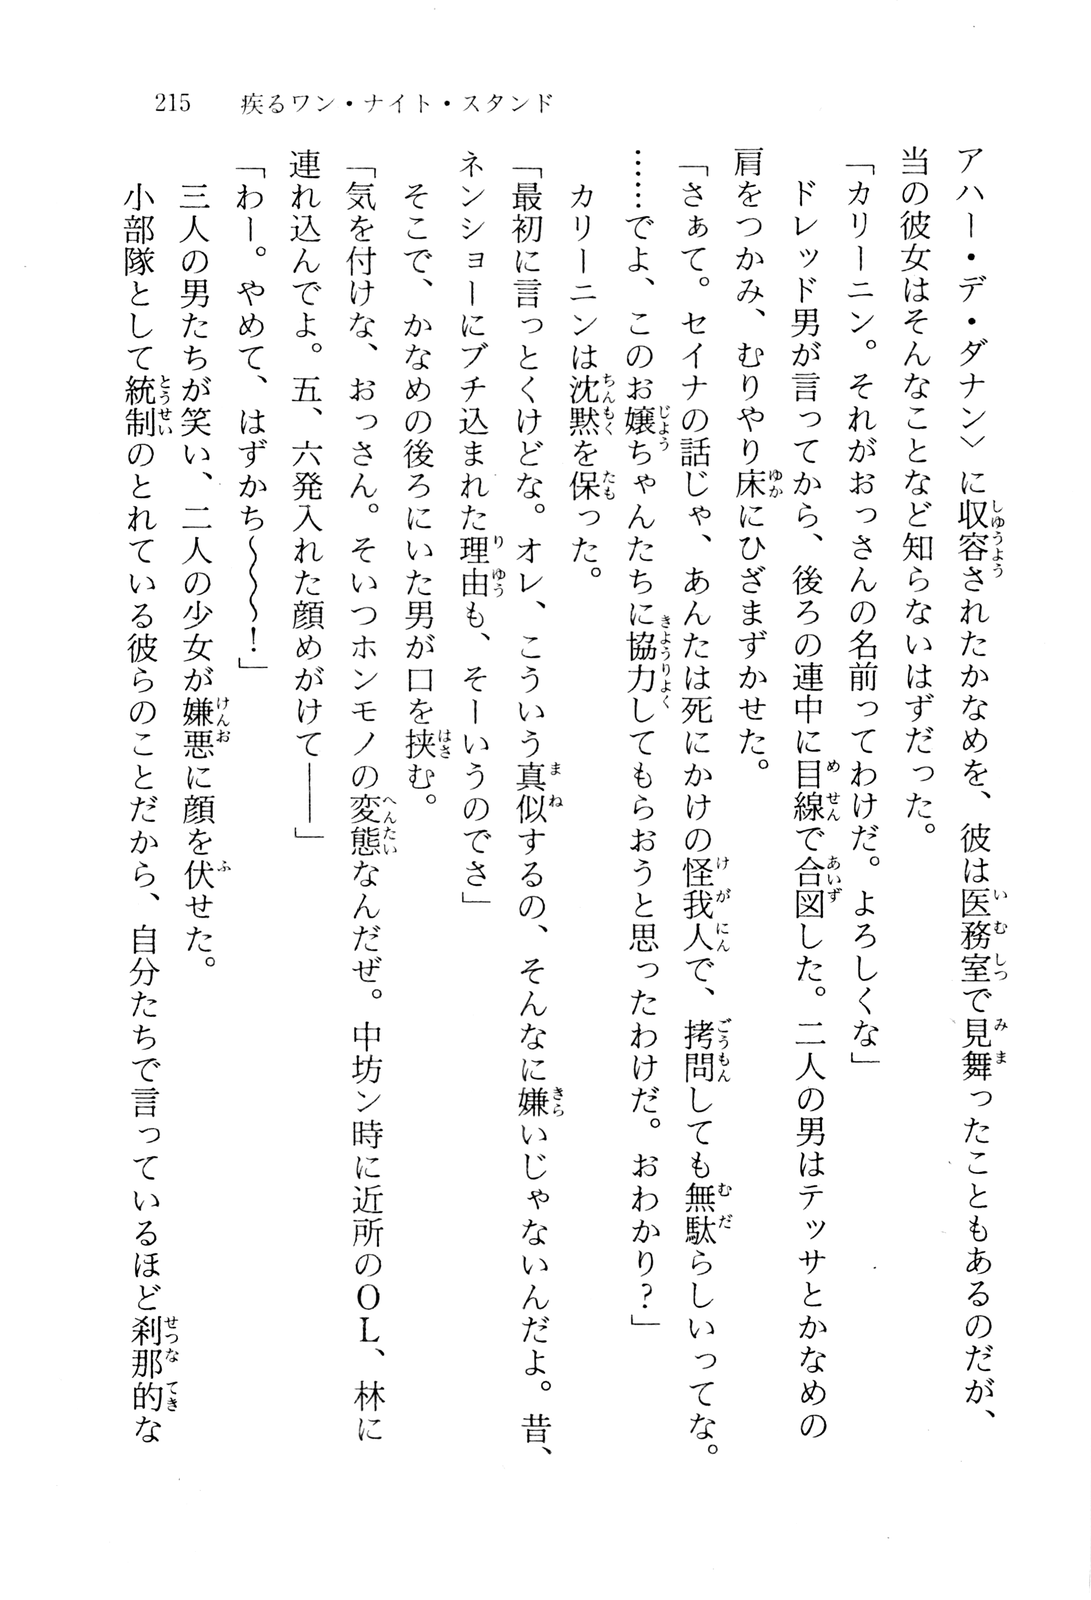 215　疾るワン・ナイト・スタンド
アハー・デ・ダナン〉に収容されたかなめを、彼は医務室で見舞ったこともあるのだが、
当の彼女はそんなことなど知らないはずだった。
「カリーニン。それがおっさんの名前ってわけだ。よろしくな」
　ドレッド男が言ってから、後ろの連中に目線で合図した。二人の男はテッサとかなめの
肩をつかみ、むりやり床にひざまずかせた。
「さぁて。セイナの話じゃ、あんたは死にかけの怪我人で、拷問しても無駄らしいってな。
……でよ、このお嬢ちゃんたちに協力してもらおうと思ったわけだ。おわかり？」
　カリーニンは沈黙を保った。
「最初に言っとくけどな。オレ、こういう真似するの、そんなに嫌いじゃないんだよ。昔、
ネンショーにブチ込まれた理由も、そーいうのでさ」
　そこで、かなめの後ろにいた男が口を挟む。
「気を付けな、おっさん。そいつホンモノの変態なんだぜ。中坊ン時に近所のＯＬ、林に
連れ込んでよ。五、六発入れた顔めがけて――」
「わー。やめて、はずかち〜〜〜！」
　三人の男たちが笑い、二人の少女が嫌悪に顔を伏せた。
　小部隊として統制のとれている彼らのことだから、自分たちで言っているほど刹那的な